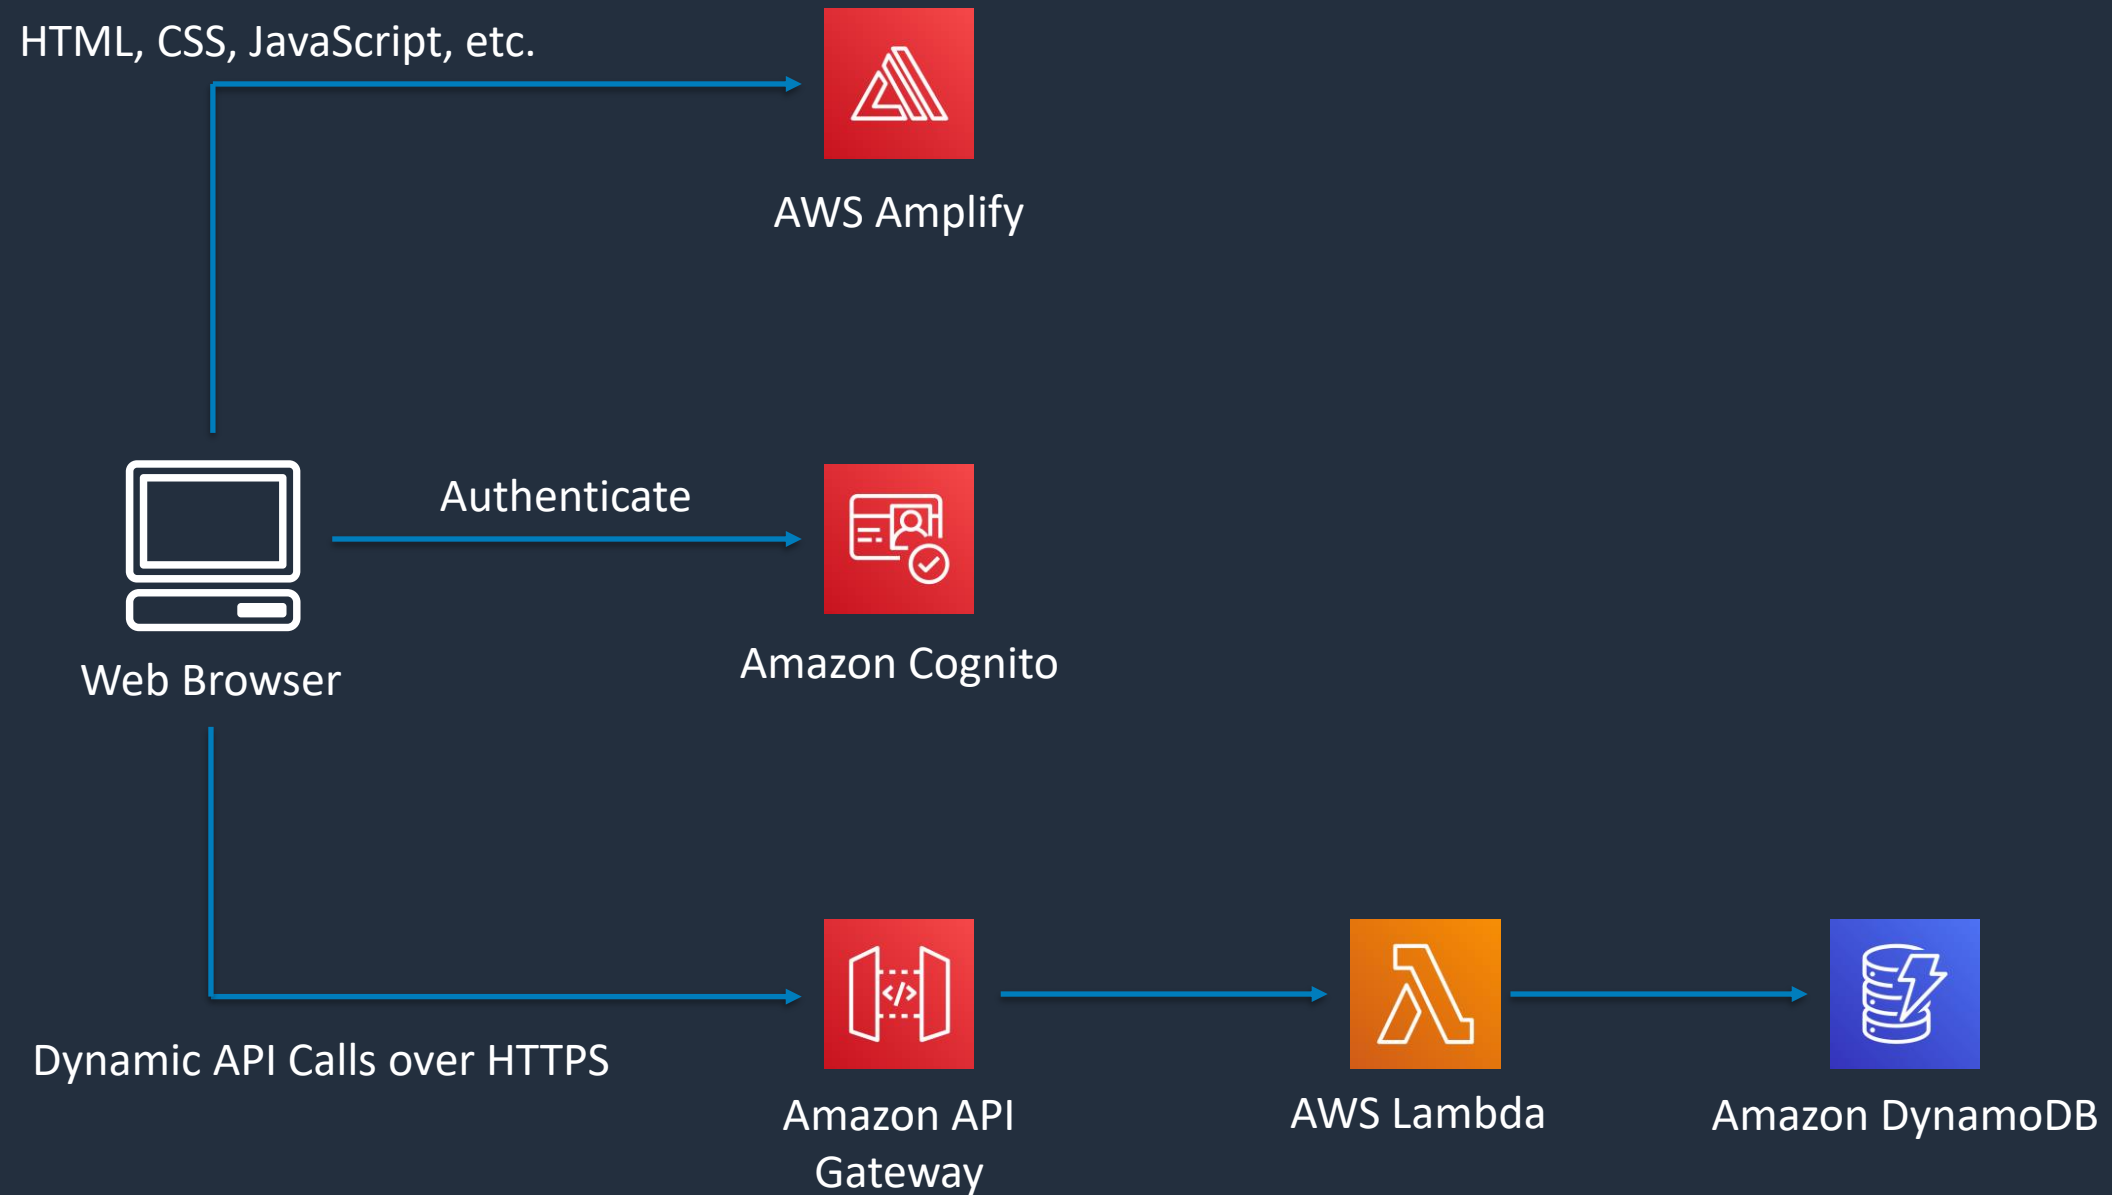 HTML, CSS, JavaScript, etc.
AWS Amplify
Authenticate
Web Browser
Amazon Cognito
Dynamic API Calls over HTTPS
Amazon API
Gateway
AWS Lambda
Amazon DynamoDB